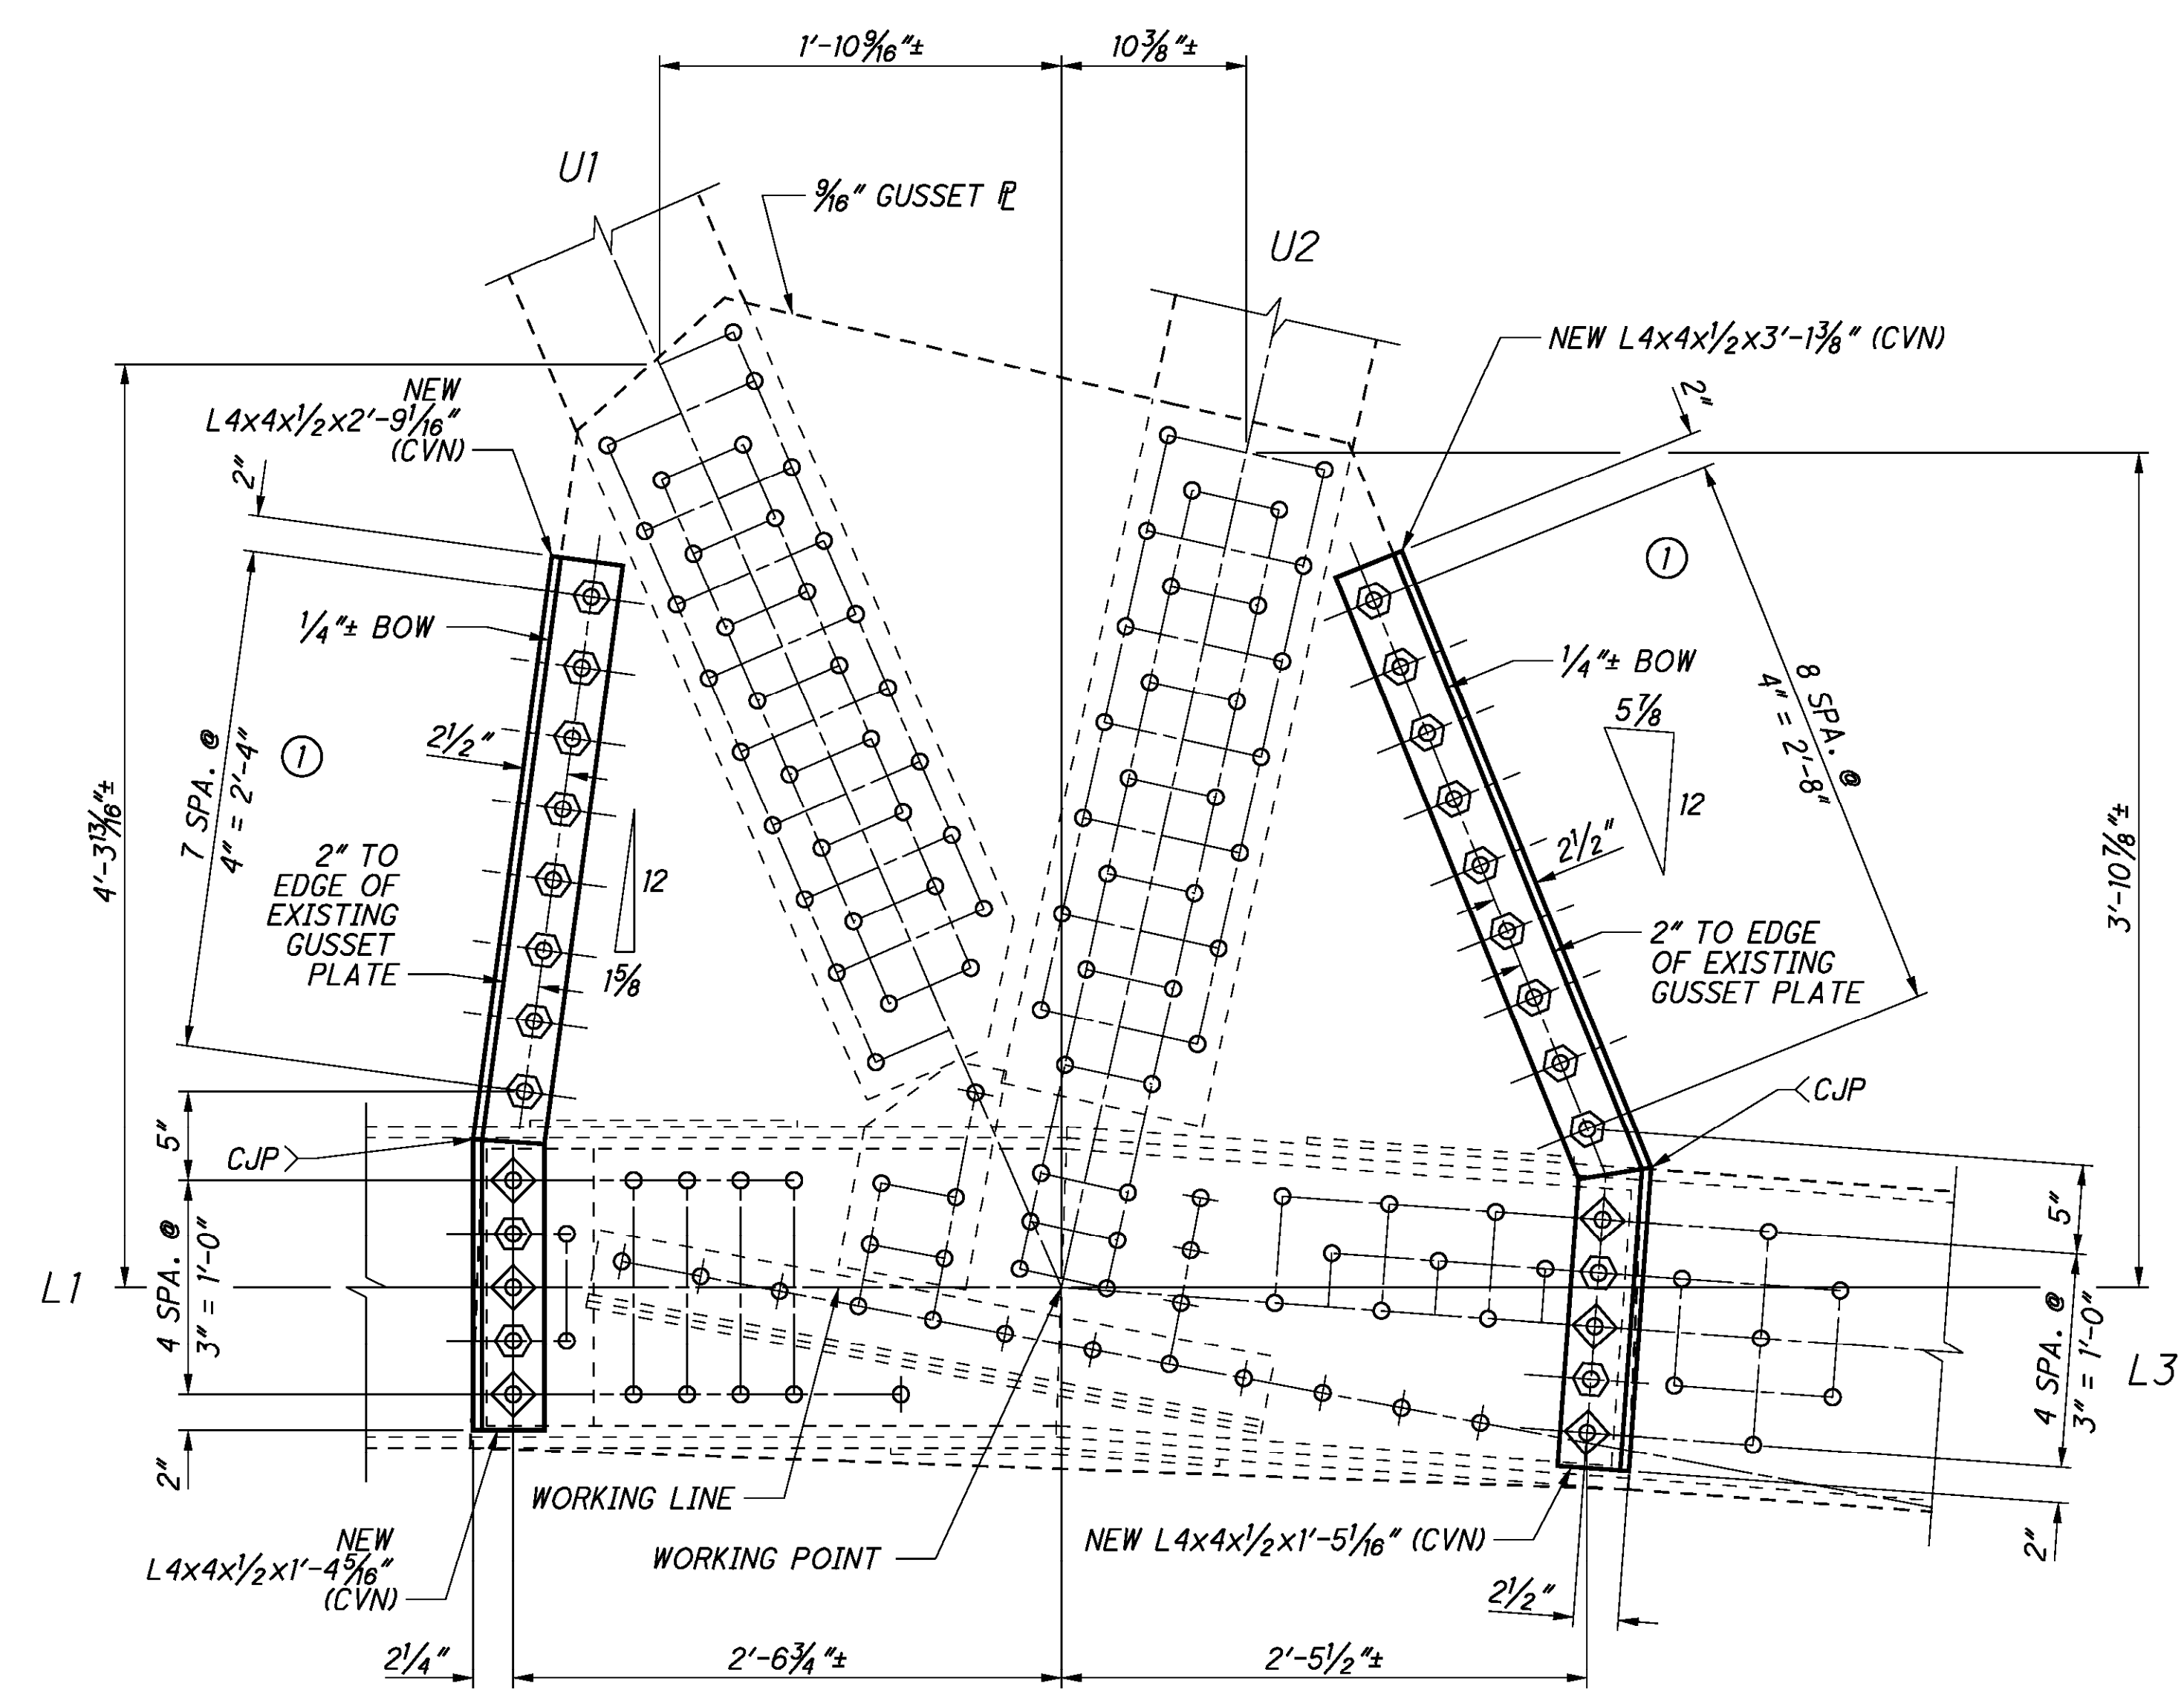 1'-10 9/16"±
10 3/8"±
U1
9/16" GUSSET ℄
U2
NEW L4x4x1/2x3'-1 3/8" (CVN)
2"
NEW
L4x4x1/2x2'-9 1/16"
(CVN)
2"
1
1/4"± BOW
1/4"± BOW
5 7/8
12
8 SPA. @
4" = 2'-8"
2 1/2"
1
7 SPA. @
4" = 2'-4"
4'-3 13/16"±
2 1/2"
3'-10 7/8"±
2" TO
EDGE OF
EXISTING
GUSSET
PLATE
12
1 5/8
2" TO EDGE
OF EXISTING
GUSSET PLATE
CJP
5"
CJP
5"
L1
4 SPA. @
3" = 1'-0"
4 SPA. @
3" = 1'-0"
L3
2"
WORKING LINE
2"
NEW
L4x4x1/2x1'-4 5/16"
(CVN)
WORKING POINT
NEW L4x4x1/2x1'-5 1/16" (CVN)
2 1/2"
2 1/4"
2'-6 3/4"±
2'-5 1/2"±